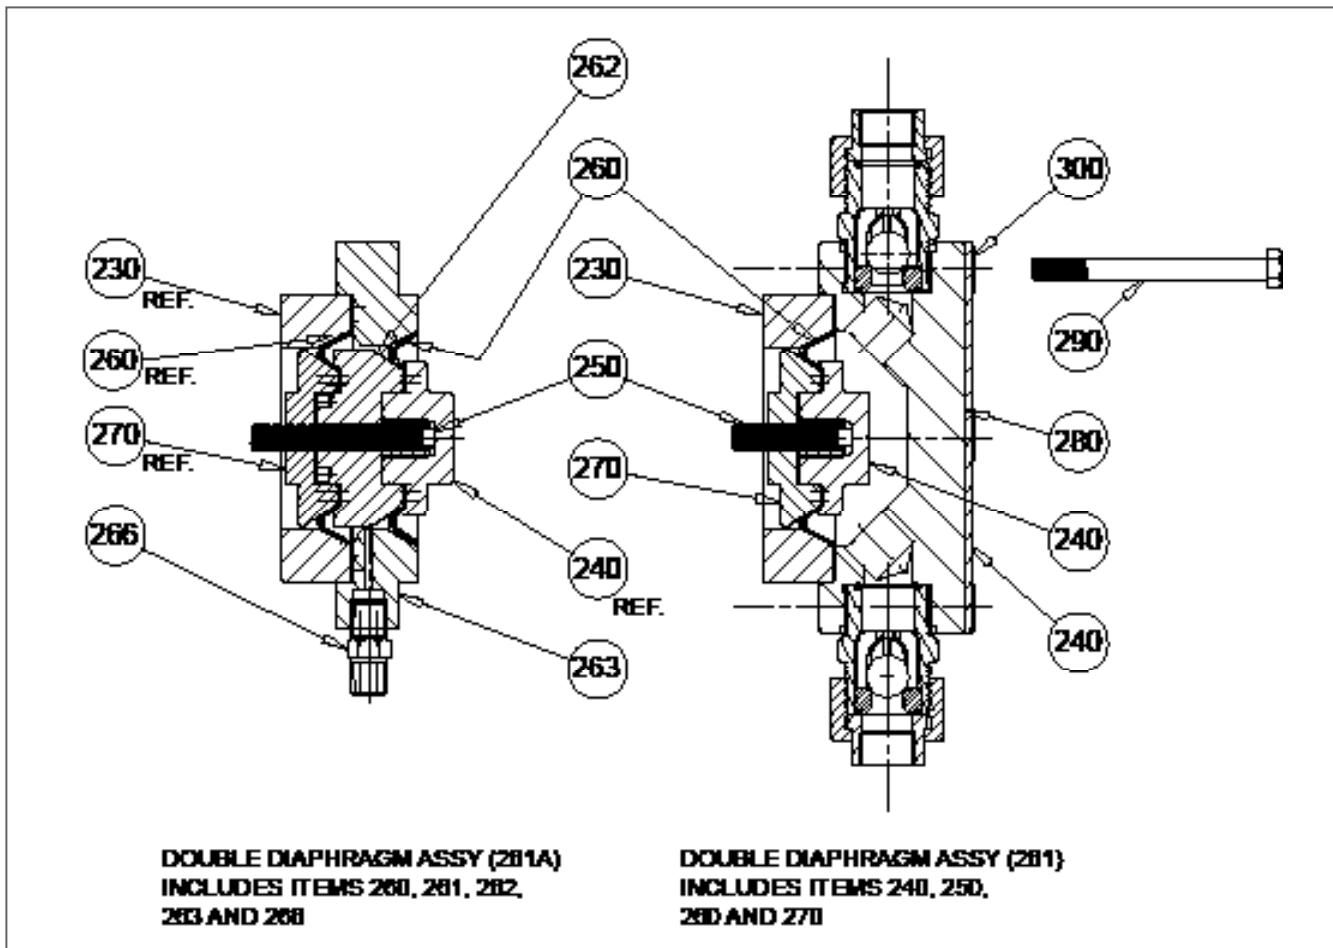 262
260
300
230
REF.
230
260
REF.
250
290
270
REF.
270
280
266
240
REF.
240
263
240
DOUBLE DIAPHRAGM ASSY (261A)
INCLUDES ITEMS 260, 261, 262,
263 AND 266
DOUBLE DIAPHRAGM ASSY (261)
INCLUDES ITEMS 240, 250,
260 AND 270